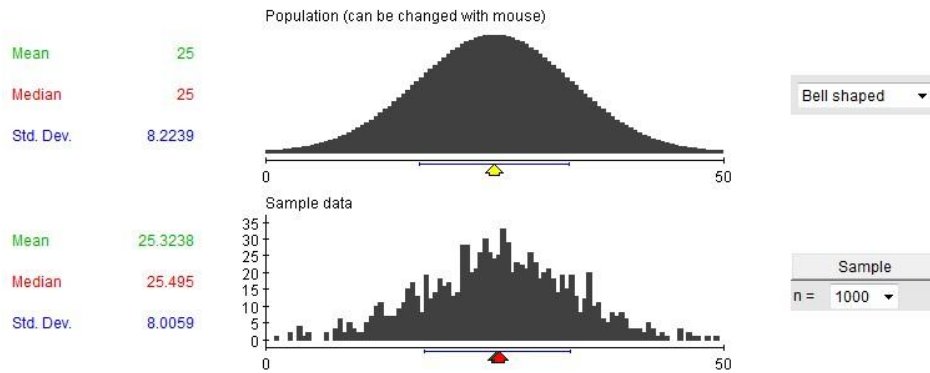 Population (can be changed with mouse)
Mean 25
Median 25
Std. Dev. 8.2239
Bell shaped
0 50
Sample data
Mean 25.3238
Median 25.495
Std. Dev. 8.0059
35
30
25
20
15
10
5
0
0 50
Sample
n = 1000